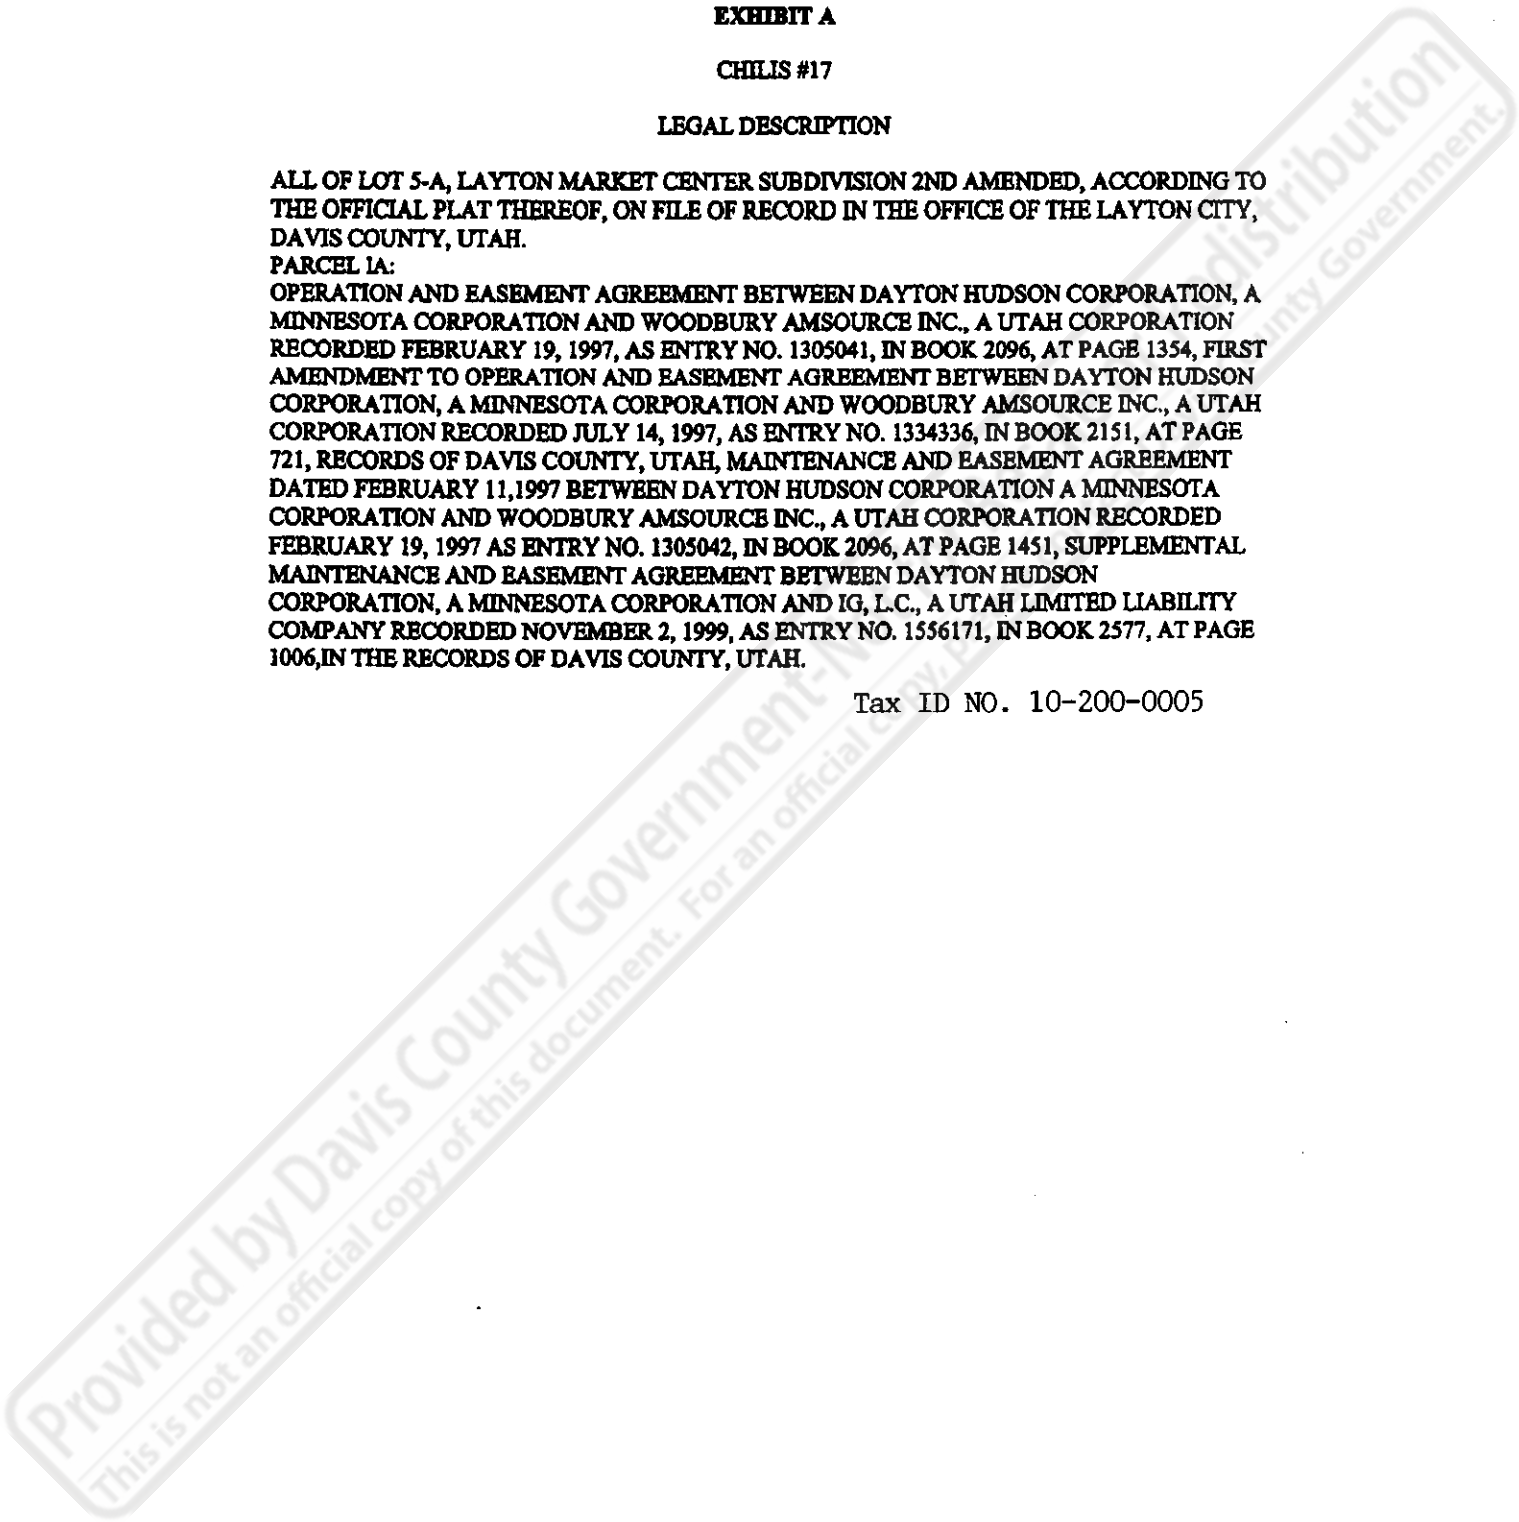 EXHIBIT A
CHILIS #17
LEGAL DESCRIPTION
ALL OF LOT 5-A, LAYTON MARKET CENTER SUBDIVISION 2ND AMENDED, ACCORDING TO
THE OFFICIAL PLAT THEREOF, ON FILE OF RECORD IN THE OFFICE OF THE LAYTON CITY,
DAVIS COUNTY, UTAH.
PARCEL 1A:
OPERATION AND EASEMENT AGREEMENT BETWEEN DAYTON HUDSON CORPORATION, A
MINNESOTA CORPORATION AND WOODBURY AMSOURCE INC., A UTAH CORPORATION
RECORDED FEBRUARY 19, 1997, AS ENTRY NO. 1305041, IN BOOK 2096, AT PAGE 1354, FIRST
AMENDMENT TO OPERATION AND EASEMENT AGREEMENT BETWEEN DAYTON HUDSON
CORPORATION, A MINNESOTA CORPORATION AND WOODBURY AMSOURCE INC., A UTAH
CORPORATION RECORDED JULY 14, 1997, AS ENTRY NO. 1334336, IN BOOK 2151, AT PAGE
721, RECORDS OF DAVIS COUNTY, UTAH, MAINTENANCE AND EASEMENT AGREEMENT
DATED FEBRUARY 11,1997 BETWEEN DAYTON HUDSON CORPORATION A MINNESOTA
CORPORATION AND WOODBURY AMSOURCE INC., A UTAH CORPORATION RECORDED
FEBRUARY 19, 1997 AS ENTRY NO. 1305042, IN BOOK 2096, AT PAGE 1451, SUPPLEMENTAL
MAINTENANCE AND EASEMENT AGREEMENT BETWEEN DAYTON HUDSON
CORPORATION, A MINNESOTA CORPORATION AND IG, L.C., A UTAH LIMITED LIABILITY
COMPANY RECORDED NOVEMBER 2, 1999, AS ENTRY NO. 1556171, IN BOOK 2577, AT PAGE
1006,IN THE RECORDS OF DAVIS COUNTY, UTAH.
Tax ID NO. 10-200-0005
Provided by Davis County Government-Not for Redistribution
This is not an official copy of this document. For an official copy, County Government.